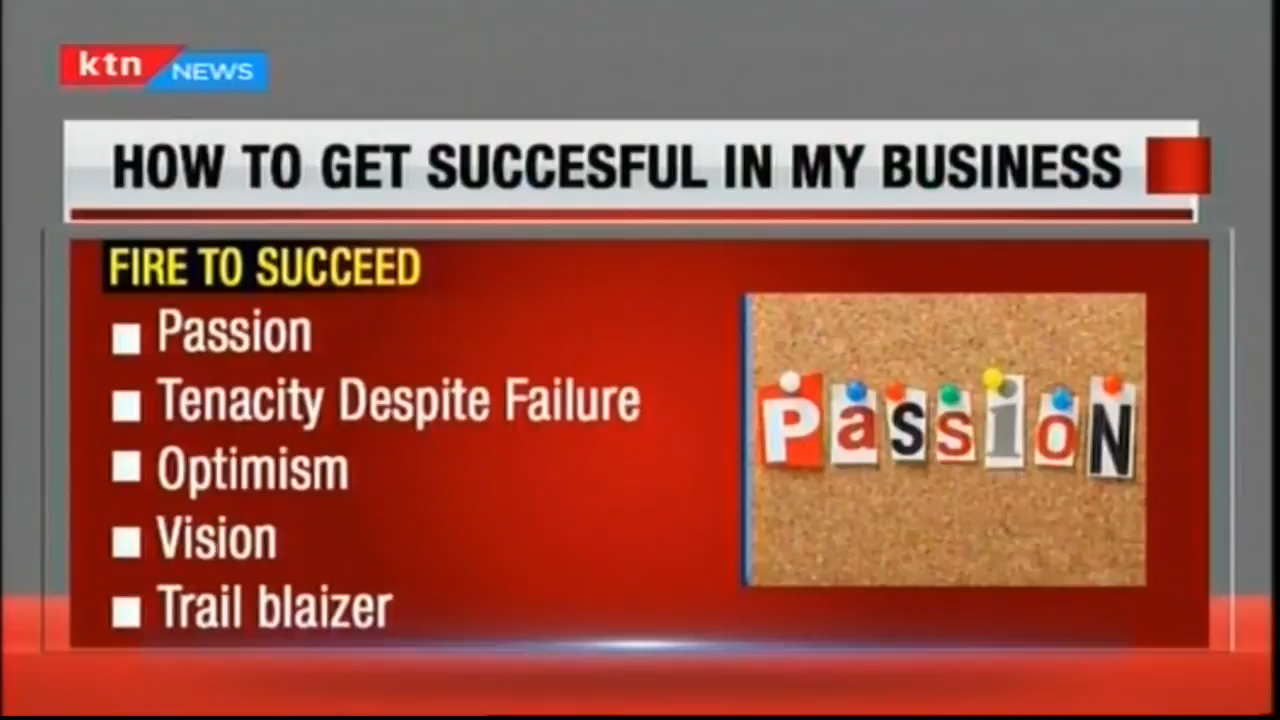 ktn NEWS
HOW TO GET SUCCESFUL IN MY BUSINESS
FIRE TO SUCCEED
Passion
Tenacity Despite Failure
Optimism
Vision
Trail blaizer
PassioN